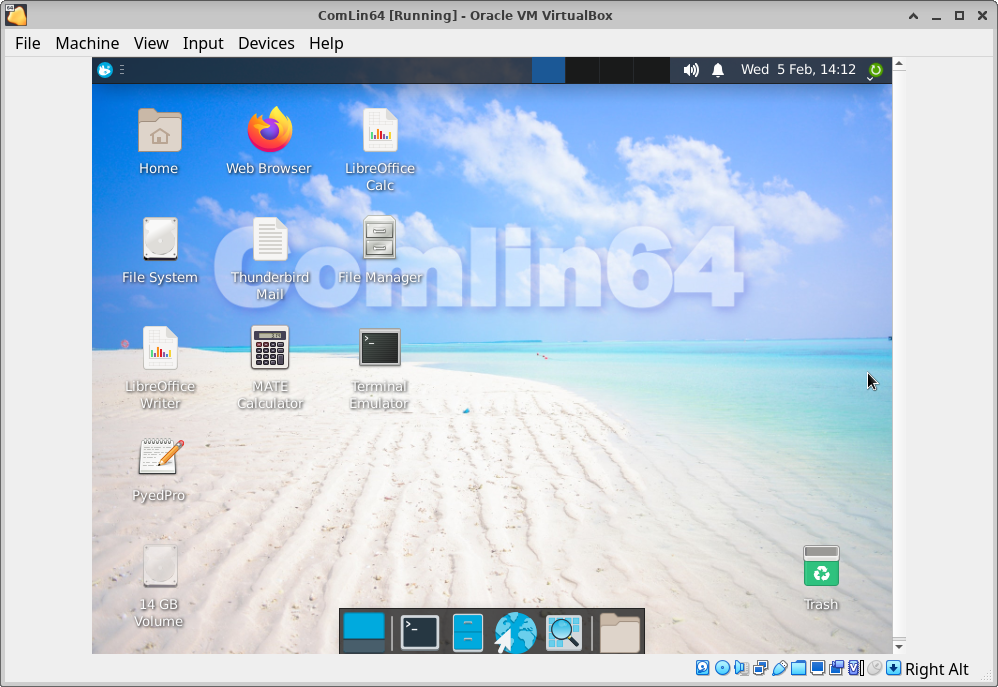 ComLin64 [Running] - Oracle VM VirtualBox
File Machine View Input Devices Help
Wed 5 Feb, 14:12
Home
Web Browser
LibreOffice
Calc
Comlin64
File System
Thunderbird
Mail
File Manager
LibreOffice
Writer
MATE
Calculator
Terminal
Emulator
PyedPro
14 GB
Volume
Trash
Right Alt